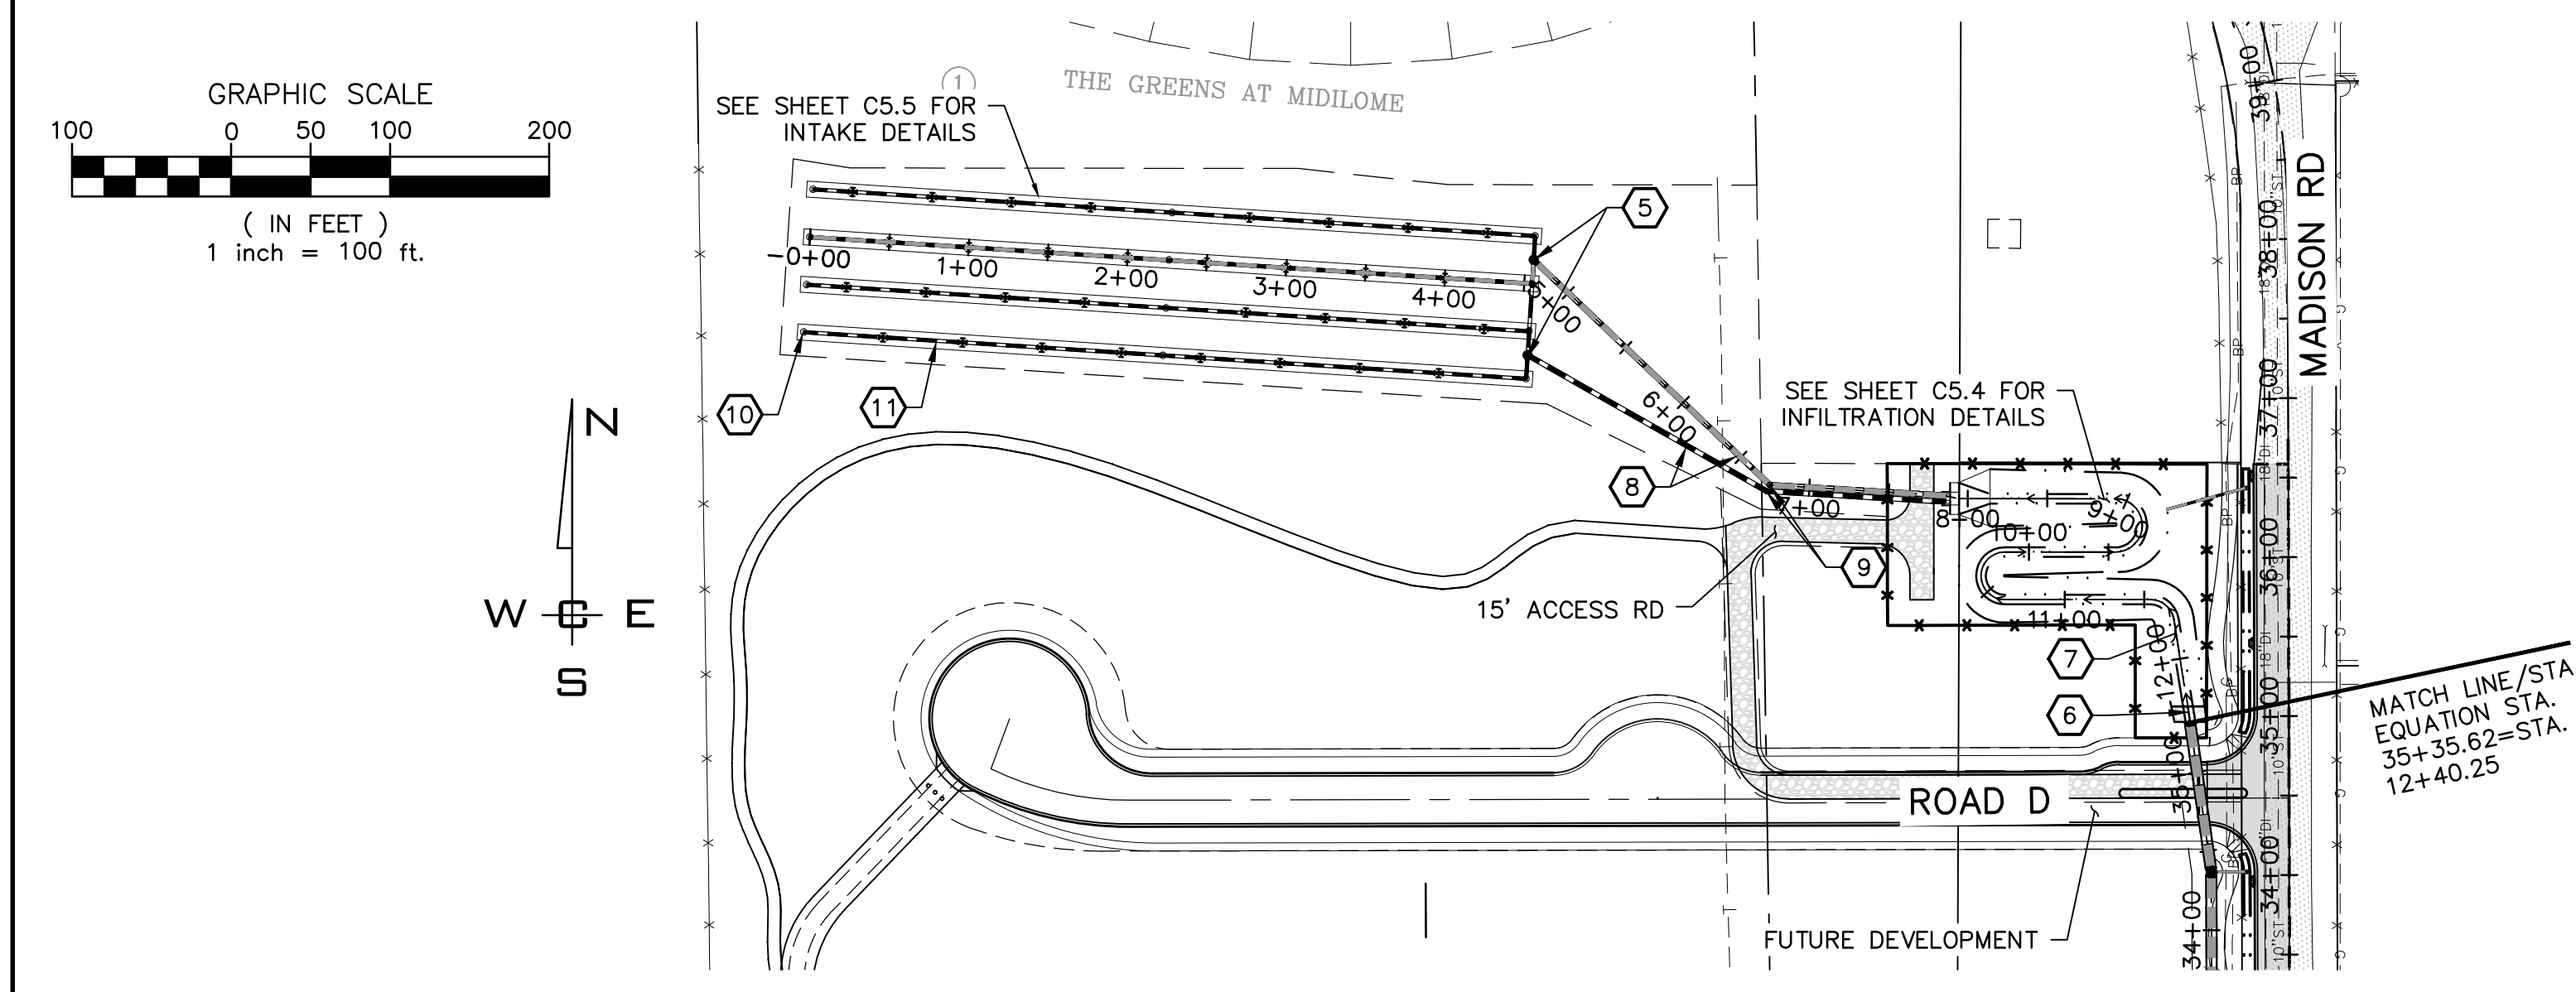 GRAPHIC SCALE
100 0 50 100 200
( IN FEET )
1 inch = 100 ft.
N
W C E
S
1
THE GREENS AT MIDILOME
SEE SHEET C5.5 FOR
INTAKE DETAILS
5
-0+00
1+00
2+00
3+00
4+00
5+00
6+00
7+00
8+00
9+00
10+00
11+00
12+00
10
11
8
9
SEE SHEET C5.4 FOR
INFILTRATION DETAILS
15' ACCESS RD
7
6
MADISON RD
39+00
38+00
37+00
36+00
35+00
34+00
18"DI
10"ST
BP
G
T
MATCH LINE/STA
EQUATION STA.
35+35.62=STA.
12+40.25
35+00
34+00
ROAD D
FUTURE DEVELOPMENT